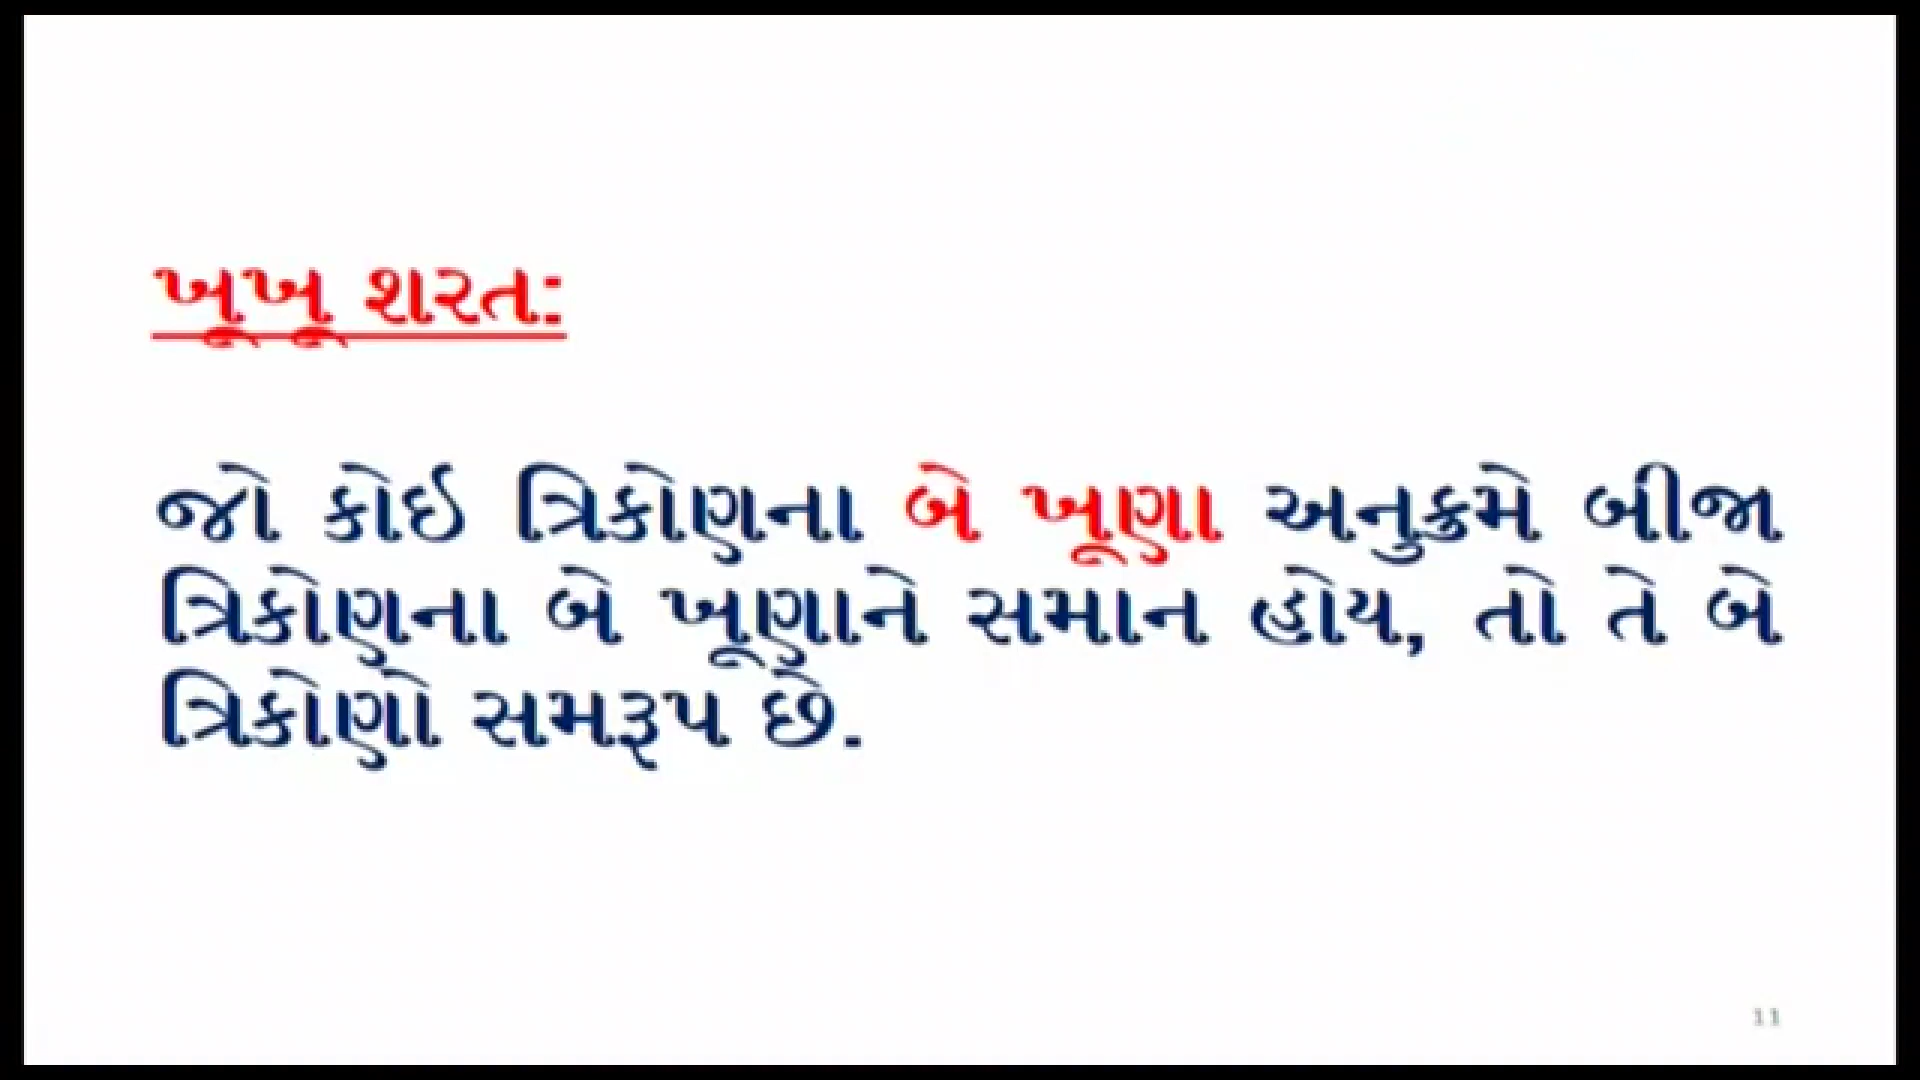 ખૂખૂ શરત:
જો કોઈ ત્રિકોણના બે ખૂણા અનુક્રમે બીજા
ત્રિકોણના બે ખૂણાને સમાન હોય, તો તે બે
ત્રિકોણો સમરૂપ છે.
11